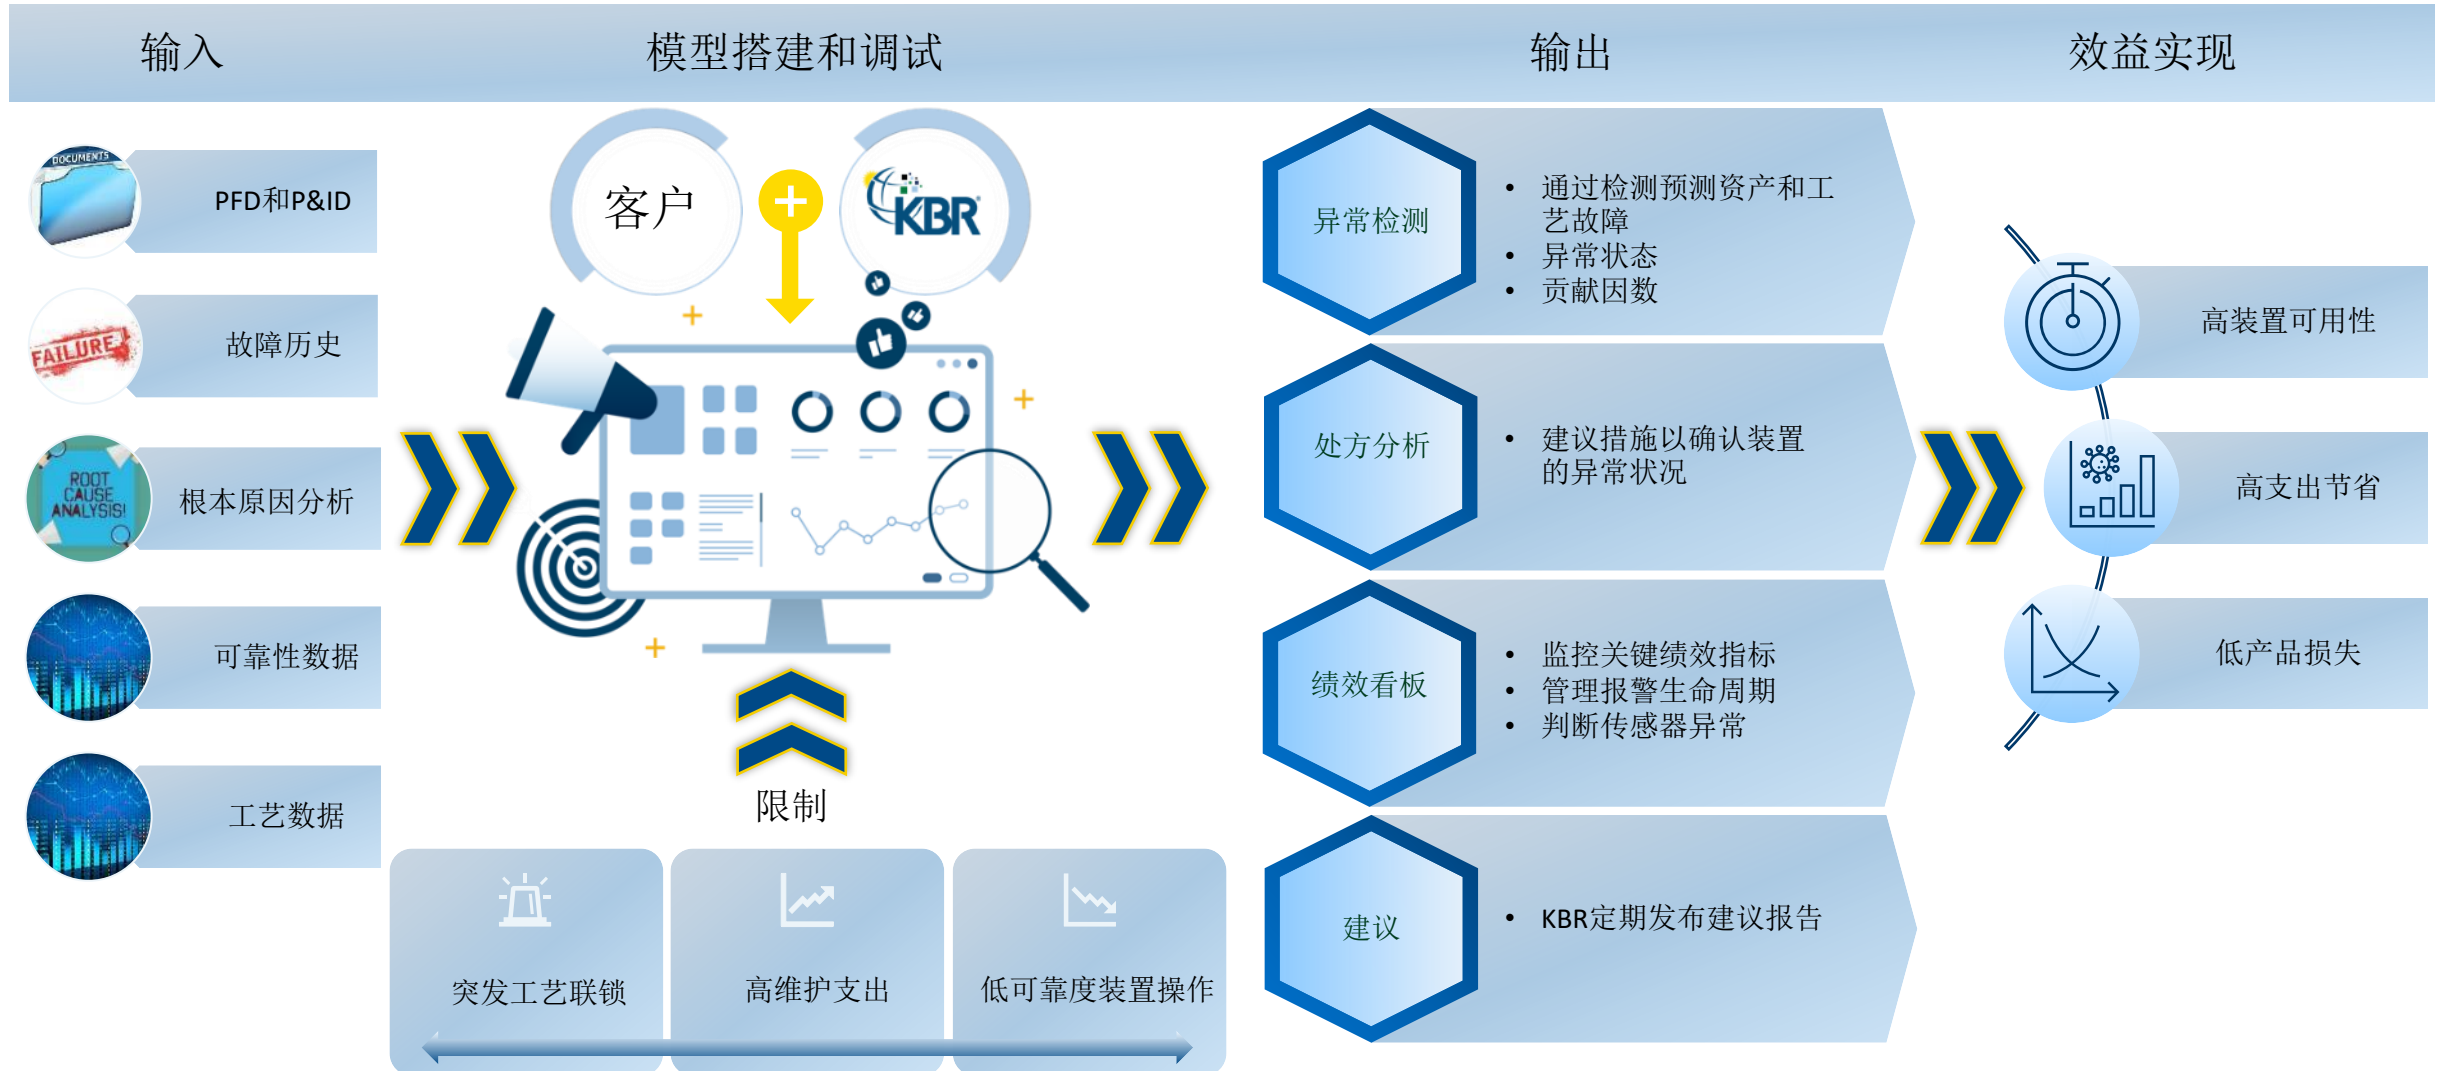 输入
模型搭建和调试
输出
效益实现
DOCUMENTS
PFD和P&ID
FAILURE
故障历史
ROOT
CAUSE
ANALYSIS!
根本原因分析
可靠性数据
工艺数据
客户
KBR
限制
突发工艺联锁
高维护支出
低可靠度装置操作
异常检测
• 通过检测预测资产和工
艺故障
• 异常状态
• 贡献因数
处方分析
• 建议措施以确认装置
的异常状况
绩效看板
• 监控关键绩效指标
• 管理报警生命周期
• 判断传感器异常
建议
• KBR定期发布建议报告
高装置可用性
高支出节省
低产品损失